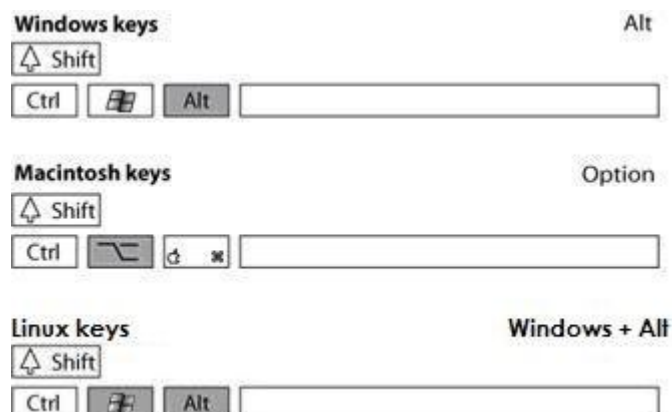 Windows keys Alt
Shift
Ctrl Alt
Macintosh keys Option
Shift
Ctrl ⌥ ⌘
Linux keys Windows + Alt
Shift
Ctrl Alt